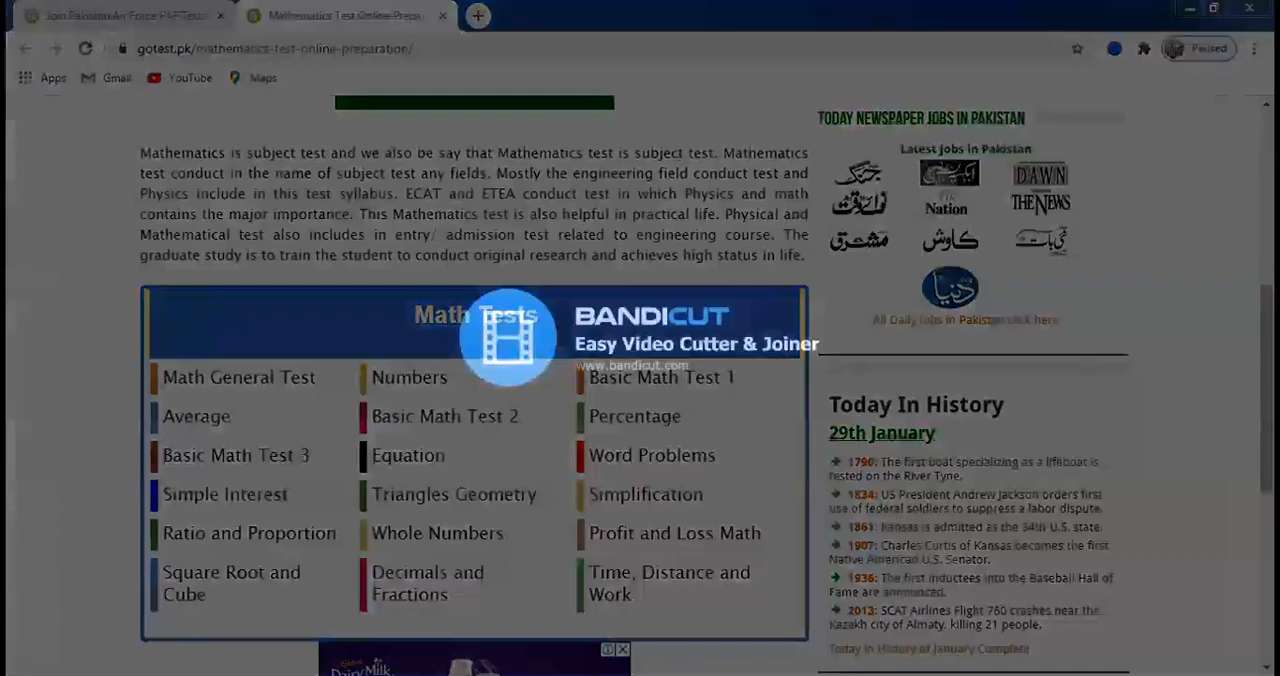 Join Pakistan Air Force PAF Test
Mathematics Test Online Prepa
gotest.pk/mathematics-test-online-preparation/
Paused
Apps
Gmail
YouTube
Maps
Mathematics is subject test and we also be say that Mathematics test is subject test. Mathematics
test conduct in the name of subject test any fields. Mostly the engineering field conduct test and
Physics include in this test syllabus. ECAT and ETEA conduct test in which Physics and math
contains the major importance. This Mathematics test is also helpful in practical life. Physical and
Mathematical test also includes in entry/ admission test related to engineering course. The
graduate study is to train the student to conduct original research and achieves high status in life.
Math Tests
BANDICUT
Easy Video Cutter & Joiner
www.bandicut.com
Math General Test
Numbers
Basic Math Test 1
Average
Basic Math Test 2
Percentage
Basic Math Test 3
Equation
Word Problems
Simple Interest
Triangles Geometry
Simplification
Ratio and Proportion
Whole Numbers
Profit and Loss Math
Square Root and
Cube
Decimals and
Fractions
Time, Distance and
Work
Dairy Milk
TODAY NEWSPAPER JOBS IN PAKISTAN
Latest Jobs in Pakistan
جنگ
ایکسپریس
DAWN
نوائے وقت
The Nation
THE NEWS
مشرق
کاوش
نئی بات
دنیا
All Daily Jobs in Pakistan click here
Today In History
29th January
1790: The first boat specializing as a lifeboat is
tested on the River Tyne.
1834: US President Andrew Jackson orders first
use of federal soldiers to suppress a labor dispute.
1861: Kansas is admitted as the 34th U.S. state.
1907: Charles Curtis of Kansas becomes the first
Native American U.S. Senator.
1936: The first inductees into the Baseball Hall of
Fame are announced.
2013: SCAT Airlines Flight 760 crashes near the
Kazakh city of Almaty, killing 21 people.
Today in History of January Complete